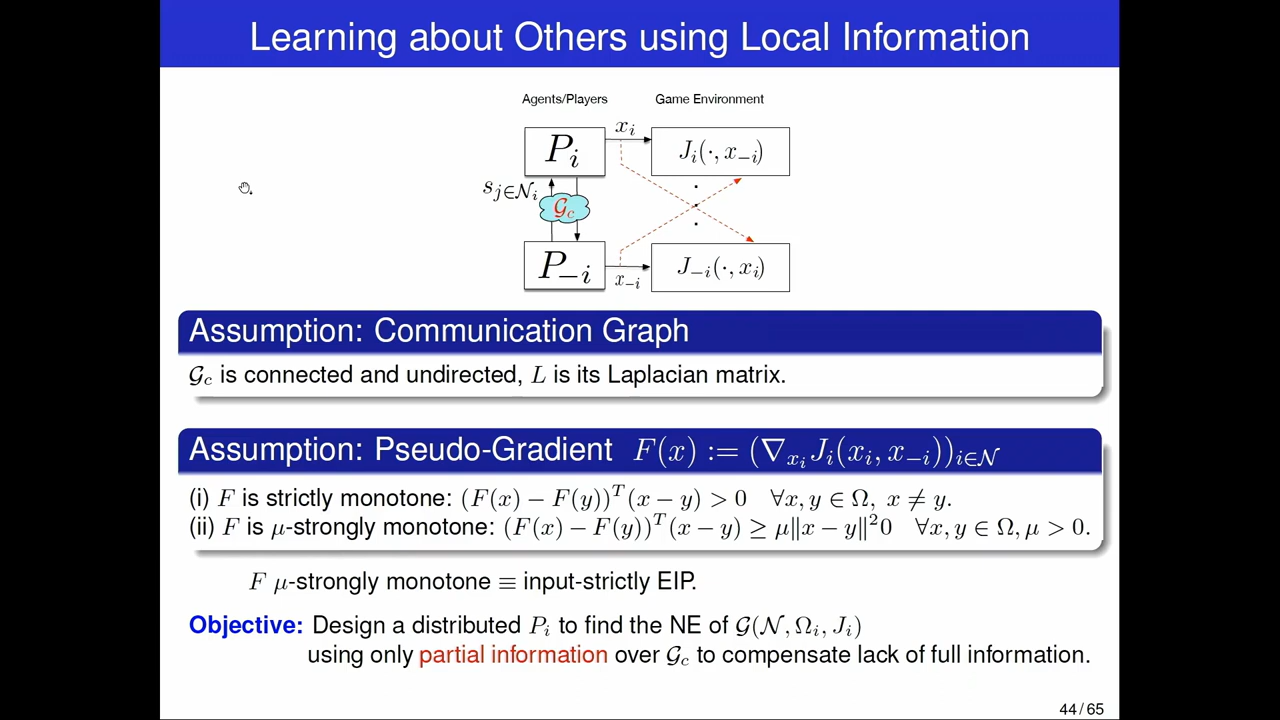 Learning about Others using Local Information
Agents/Players Game Environment
P_i x_i J_i(·, x_{−i})
s_{j∈𝒩_i} 𝒢_c
P_{−i} x_{−i} J_{−i}(·, x_i)
Assumption: Communication Graph
𝒢_c is connected and undirected, L is its Laplacian matrix.
Assumption: Pseudo-Gradient F(x) := (∇_{x_i} J_i(x_i, x_{−i}))_{i∈𝒩}
(i) F is strictly monotone: (F(x) − F(y))^T (x − y) > 0 ∀x, y ∈ Ω, x ≠ y.
(ii) F is μ-strongly monotone: (F(x) − F(y))^T (x − y) ≥ μ‖x − y‖²0 ∀x, y ∈ Ω, μ > 0.
F μ-strongly monotone ≡ input-strictly EIP.
Objective: Design a distributed P_i to find the NE of 𝒢(𝒩, Ω_i, J_i)
using only partial information over 𝒢_c to compensate lack of full information.
44 / 65